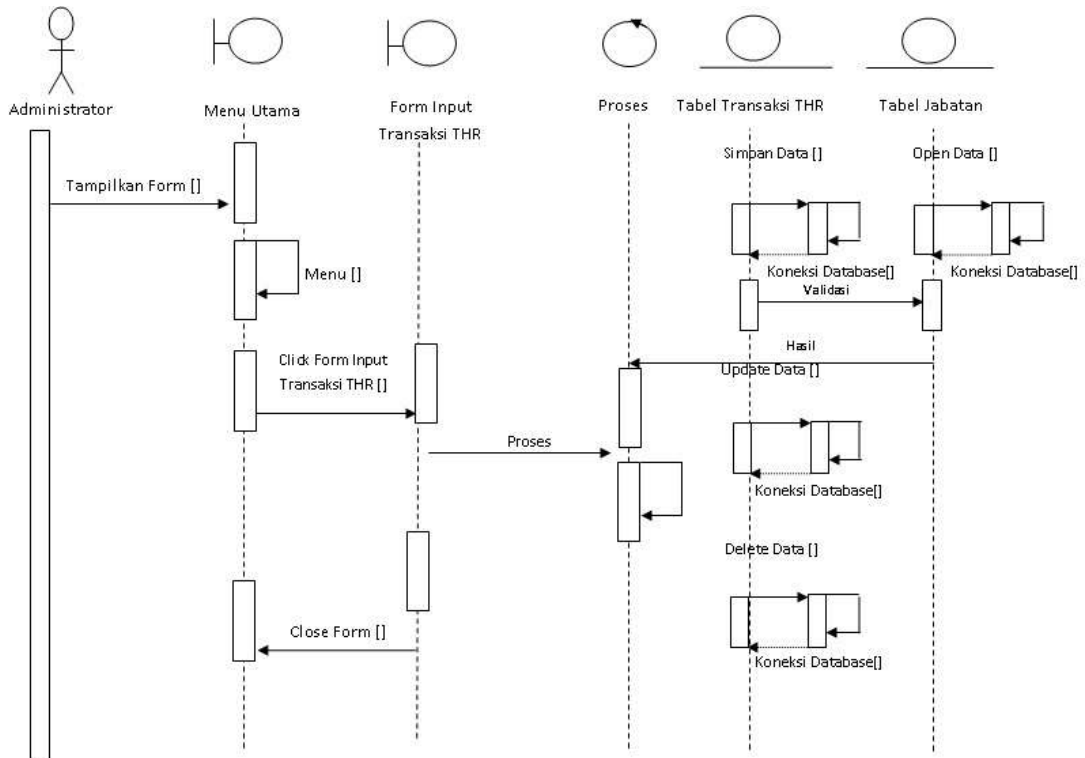 Administrator
Menu Utama
Form Input
Transaksi THR
Proses
Tabel Transaksi THR
Tabel Jabatan
Simpan Data []
Open Data []
Tampilkan Form []
Koneksi Database[]
Koneksi Database[]
Menu []
Validasi
Hasil
Click Form Input
Transaksi THR []
Update Data []
Proses
Koneksi Database[]
Delete Data []
Close Form []
Koneksi Database[]